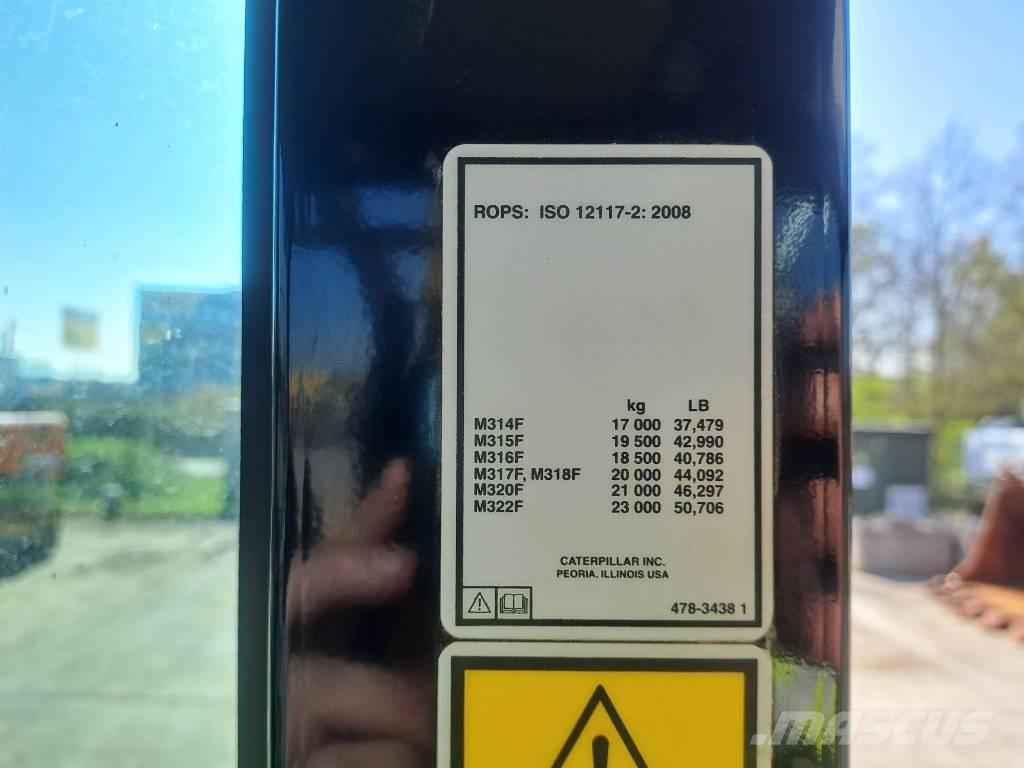 ROPS: ISO 12117-2: 2008
kg LB
M314F 17 000 37,479
M315F 19 500 42,990
M316F 18 500 40,786
M317F, M318F 20 000 44,092
M320F 21 000 46,297
M322F 23 000 50,706
CATERPILLAR INC.
PEORIA, ILLINOIS USA
478-3438 1
MASCUS